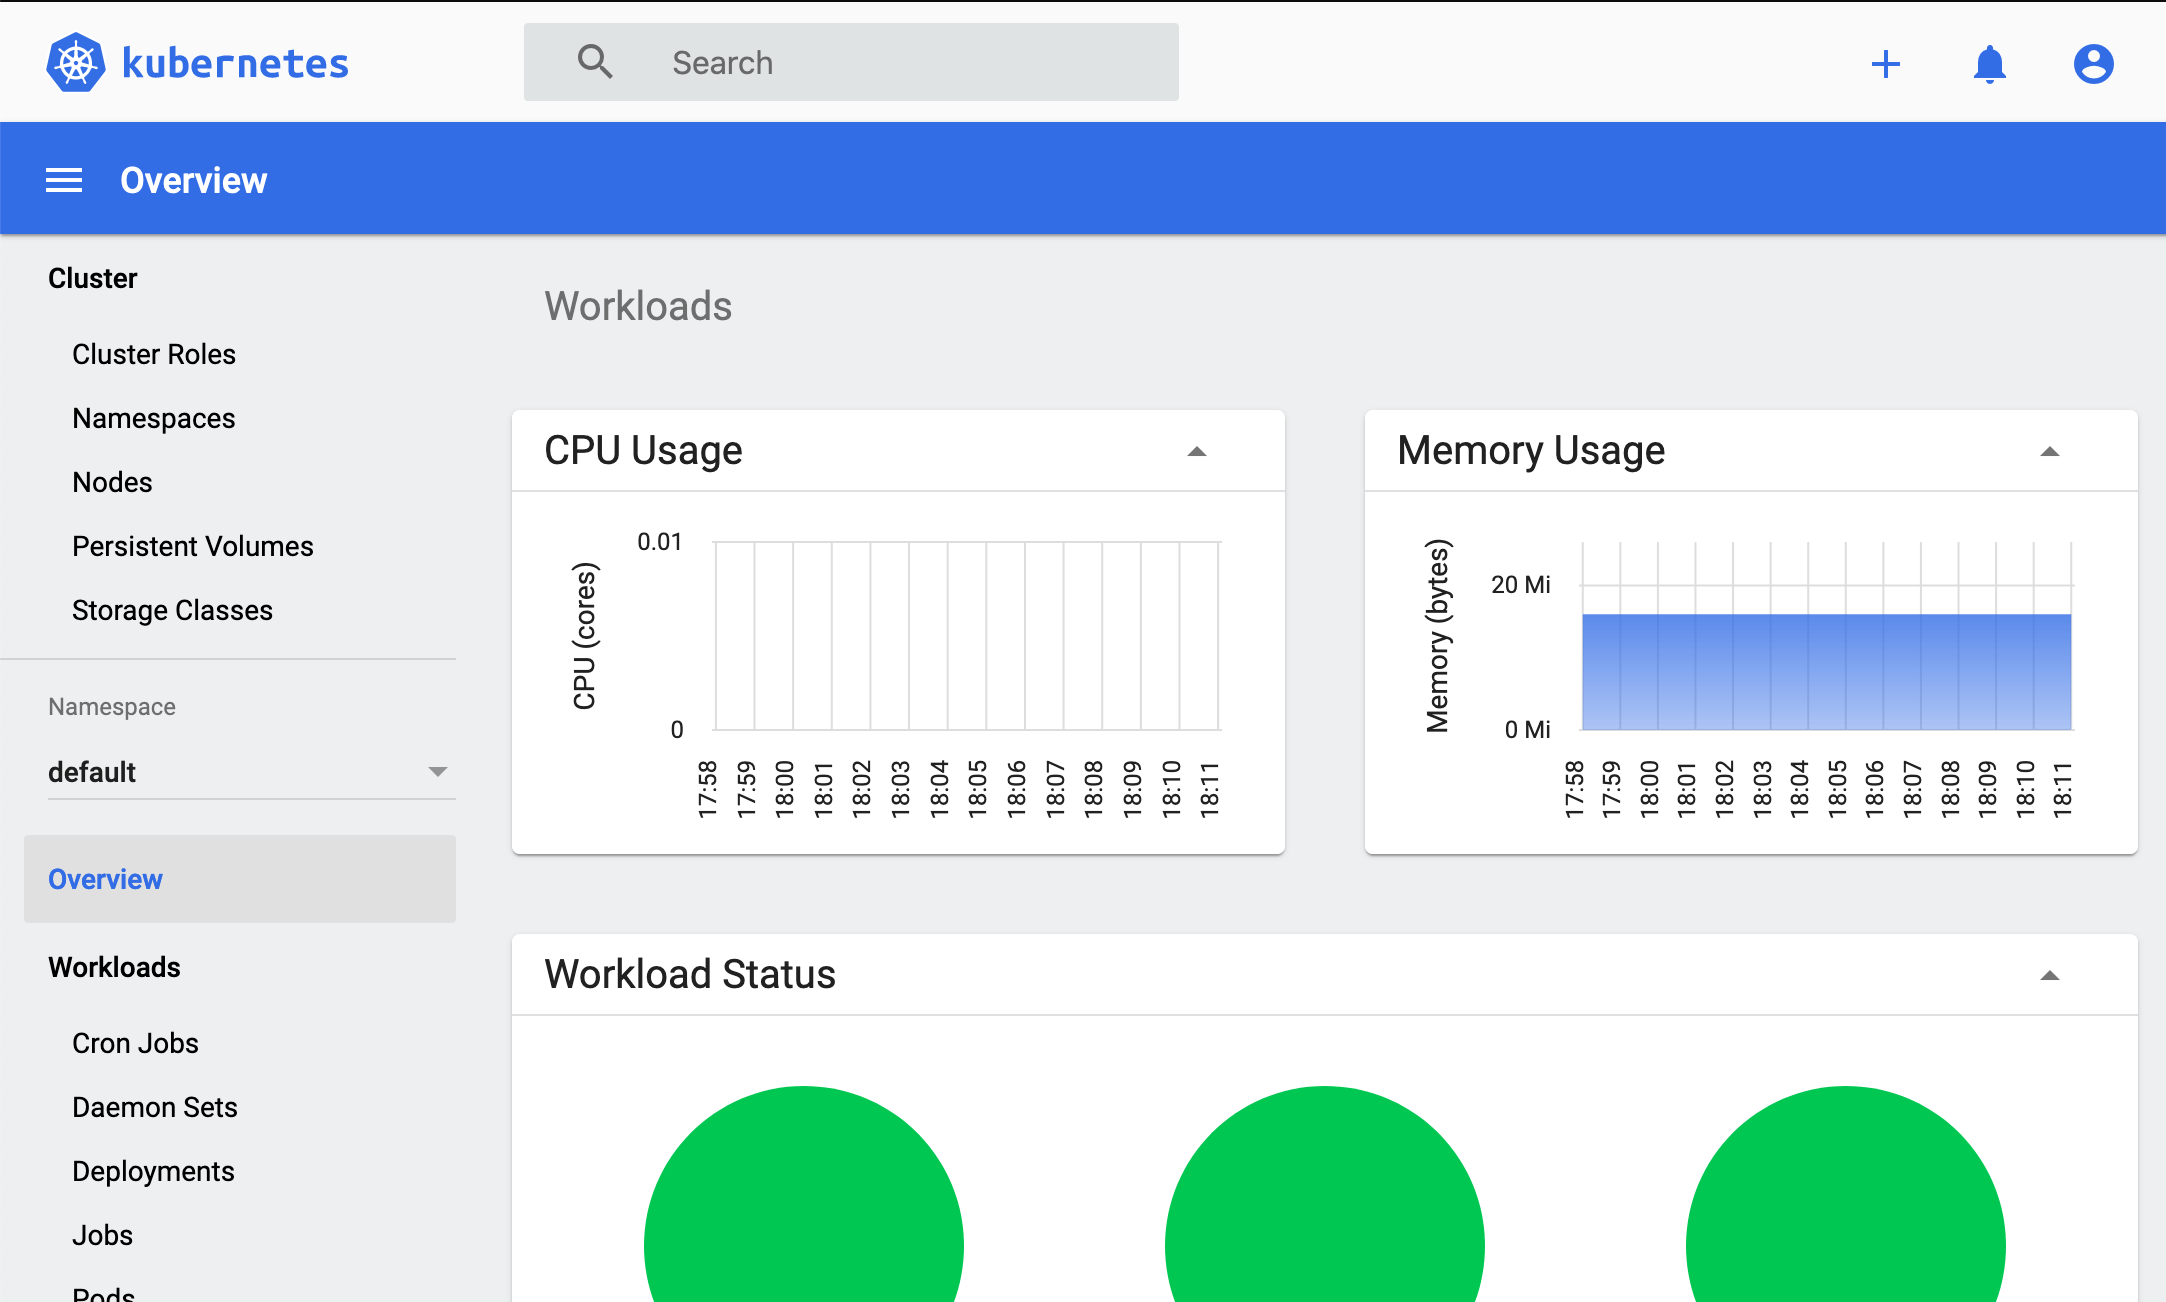 kubernetes
Search
Overview
Cluster
Cluster Roles
Namespaces
Nodes
Persistent Volumes
Storage Classes
Namespace
default
Overview
Workloads
Cron Jobs
Daemon Sets
Deployments
Jobs
Pods
Workloads
CPU Usage
CPU (cores)
0.01
0
17:58 17:59 18:00 18:01 18:02 18:03 18:04 18:05 18:06 18:07 18:08 18:09 18:10 18:11
Memory Usage
Memory (bytes)
20 Mi
0 Mi
17:58 17:59 18:00 18:01 18:02 18:03 18:04 18:05 18:06 18:07 18:08 18:09 18:10 18:11
Workload Status